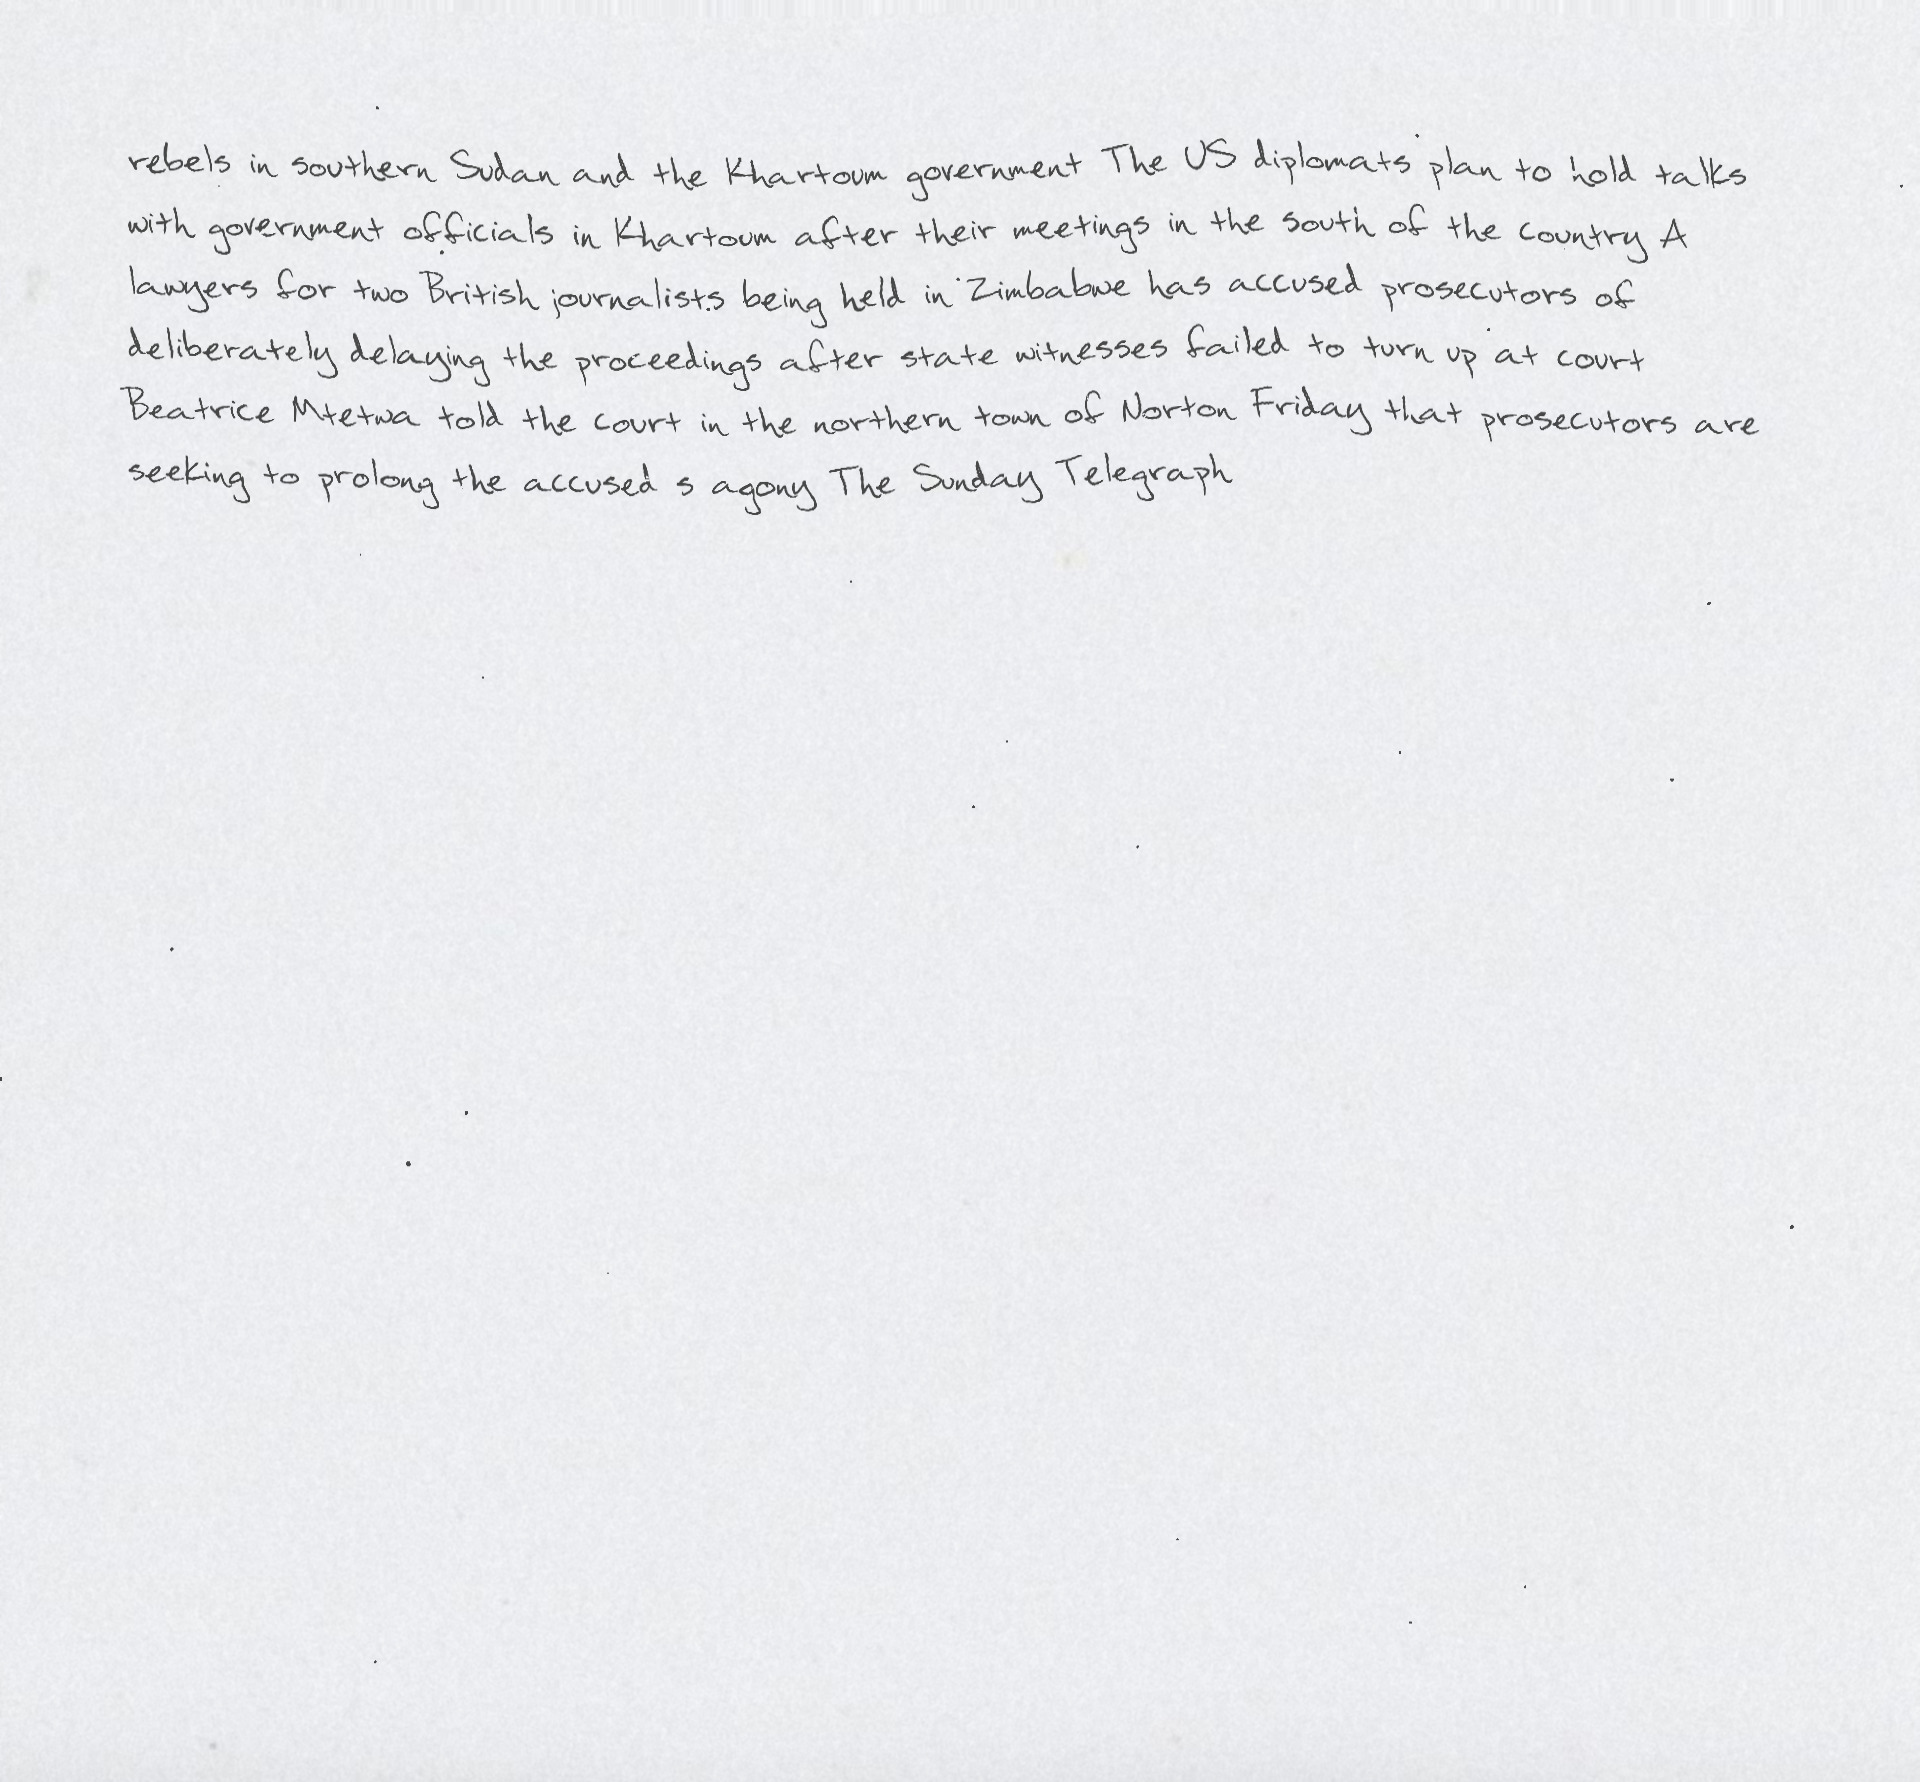 rebels in southern Sudan and the Khartoum government The US diplomats plan to hold talks
with government officials in Khartoum after their meetings in the south of the country A
lawyers for two British journalists being held in Zimbabwe has accused prosecutors of
deliberately delaying the proceedings after state witnesses failed to turn up at court
Beatrice Mtetwa told the court in the northern town of Norton Friday that prosecutors are
seeking to prolong the accused s agony The Sunday Telegraph